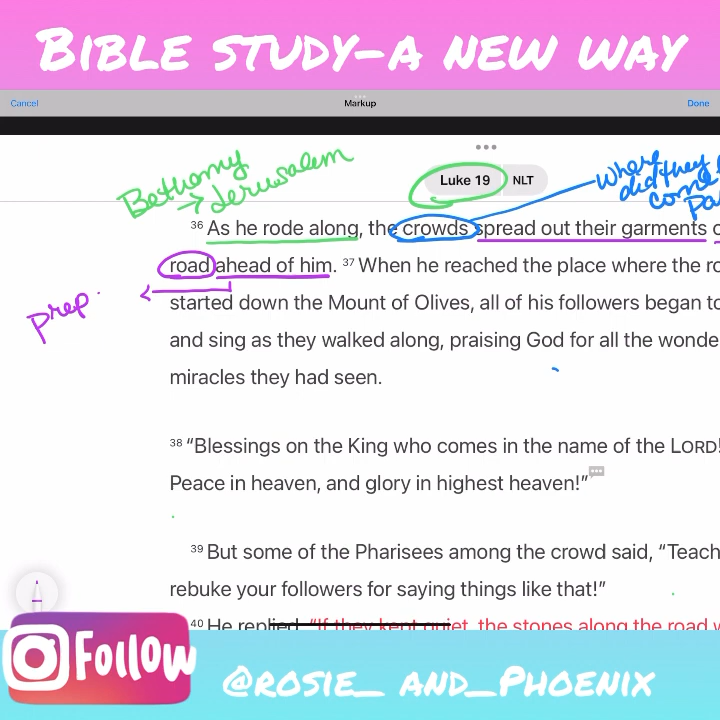 BIBLE STUDY-A NEW WAY
Cancel
Markup
Done
Bethany
→ Jerusalem
Luke 19
NLT
where
did they
come
36 As he rode along, the crowds spread out their garments
road ahead of him. 37 When he reached the place where the
prep.
started down the Mount of Olives, all of his followers began
and sing as they walked along, praising God for all the
miracles they had seen.
38 “Blessings on the King who comes in the name of the LORD!
Peace in heaven, and glory in highest heaven!”
39 But some of the Pharisees among the crowd said, “Teach
rebuke your followers for saying things like that!”
40 He replied, “If they kept quiet, the stones along the road
Follow
@ROSIE_AND_PHOENIX